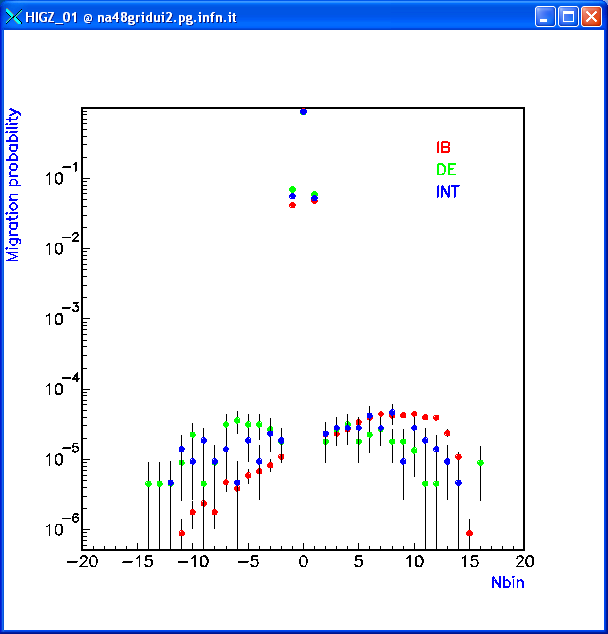 HIGZ_01 @ na48gridui2.pg.infn.it
Migration probability
IB
DE
INT
10⁻¹
10⁻²
10⁻³
10⁻⁴
10⁻⁵
10⁻⁶
−20 −15 −10 −5 0 5 10 15 20
Nbin